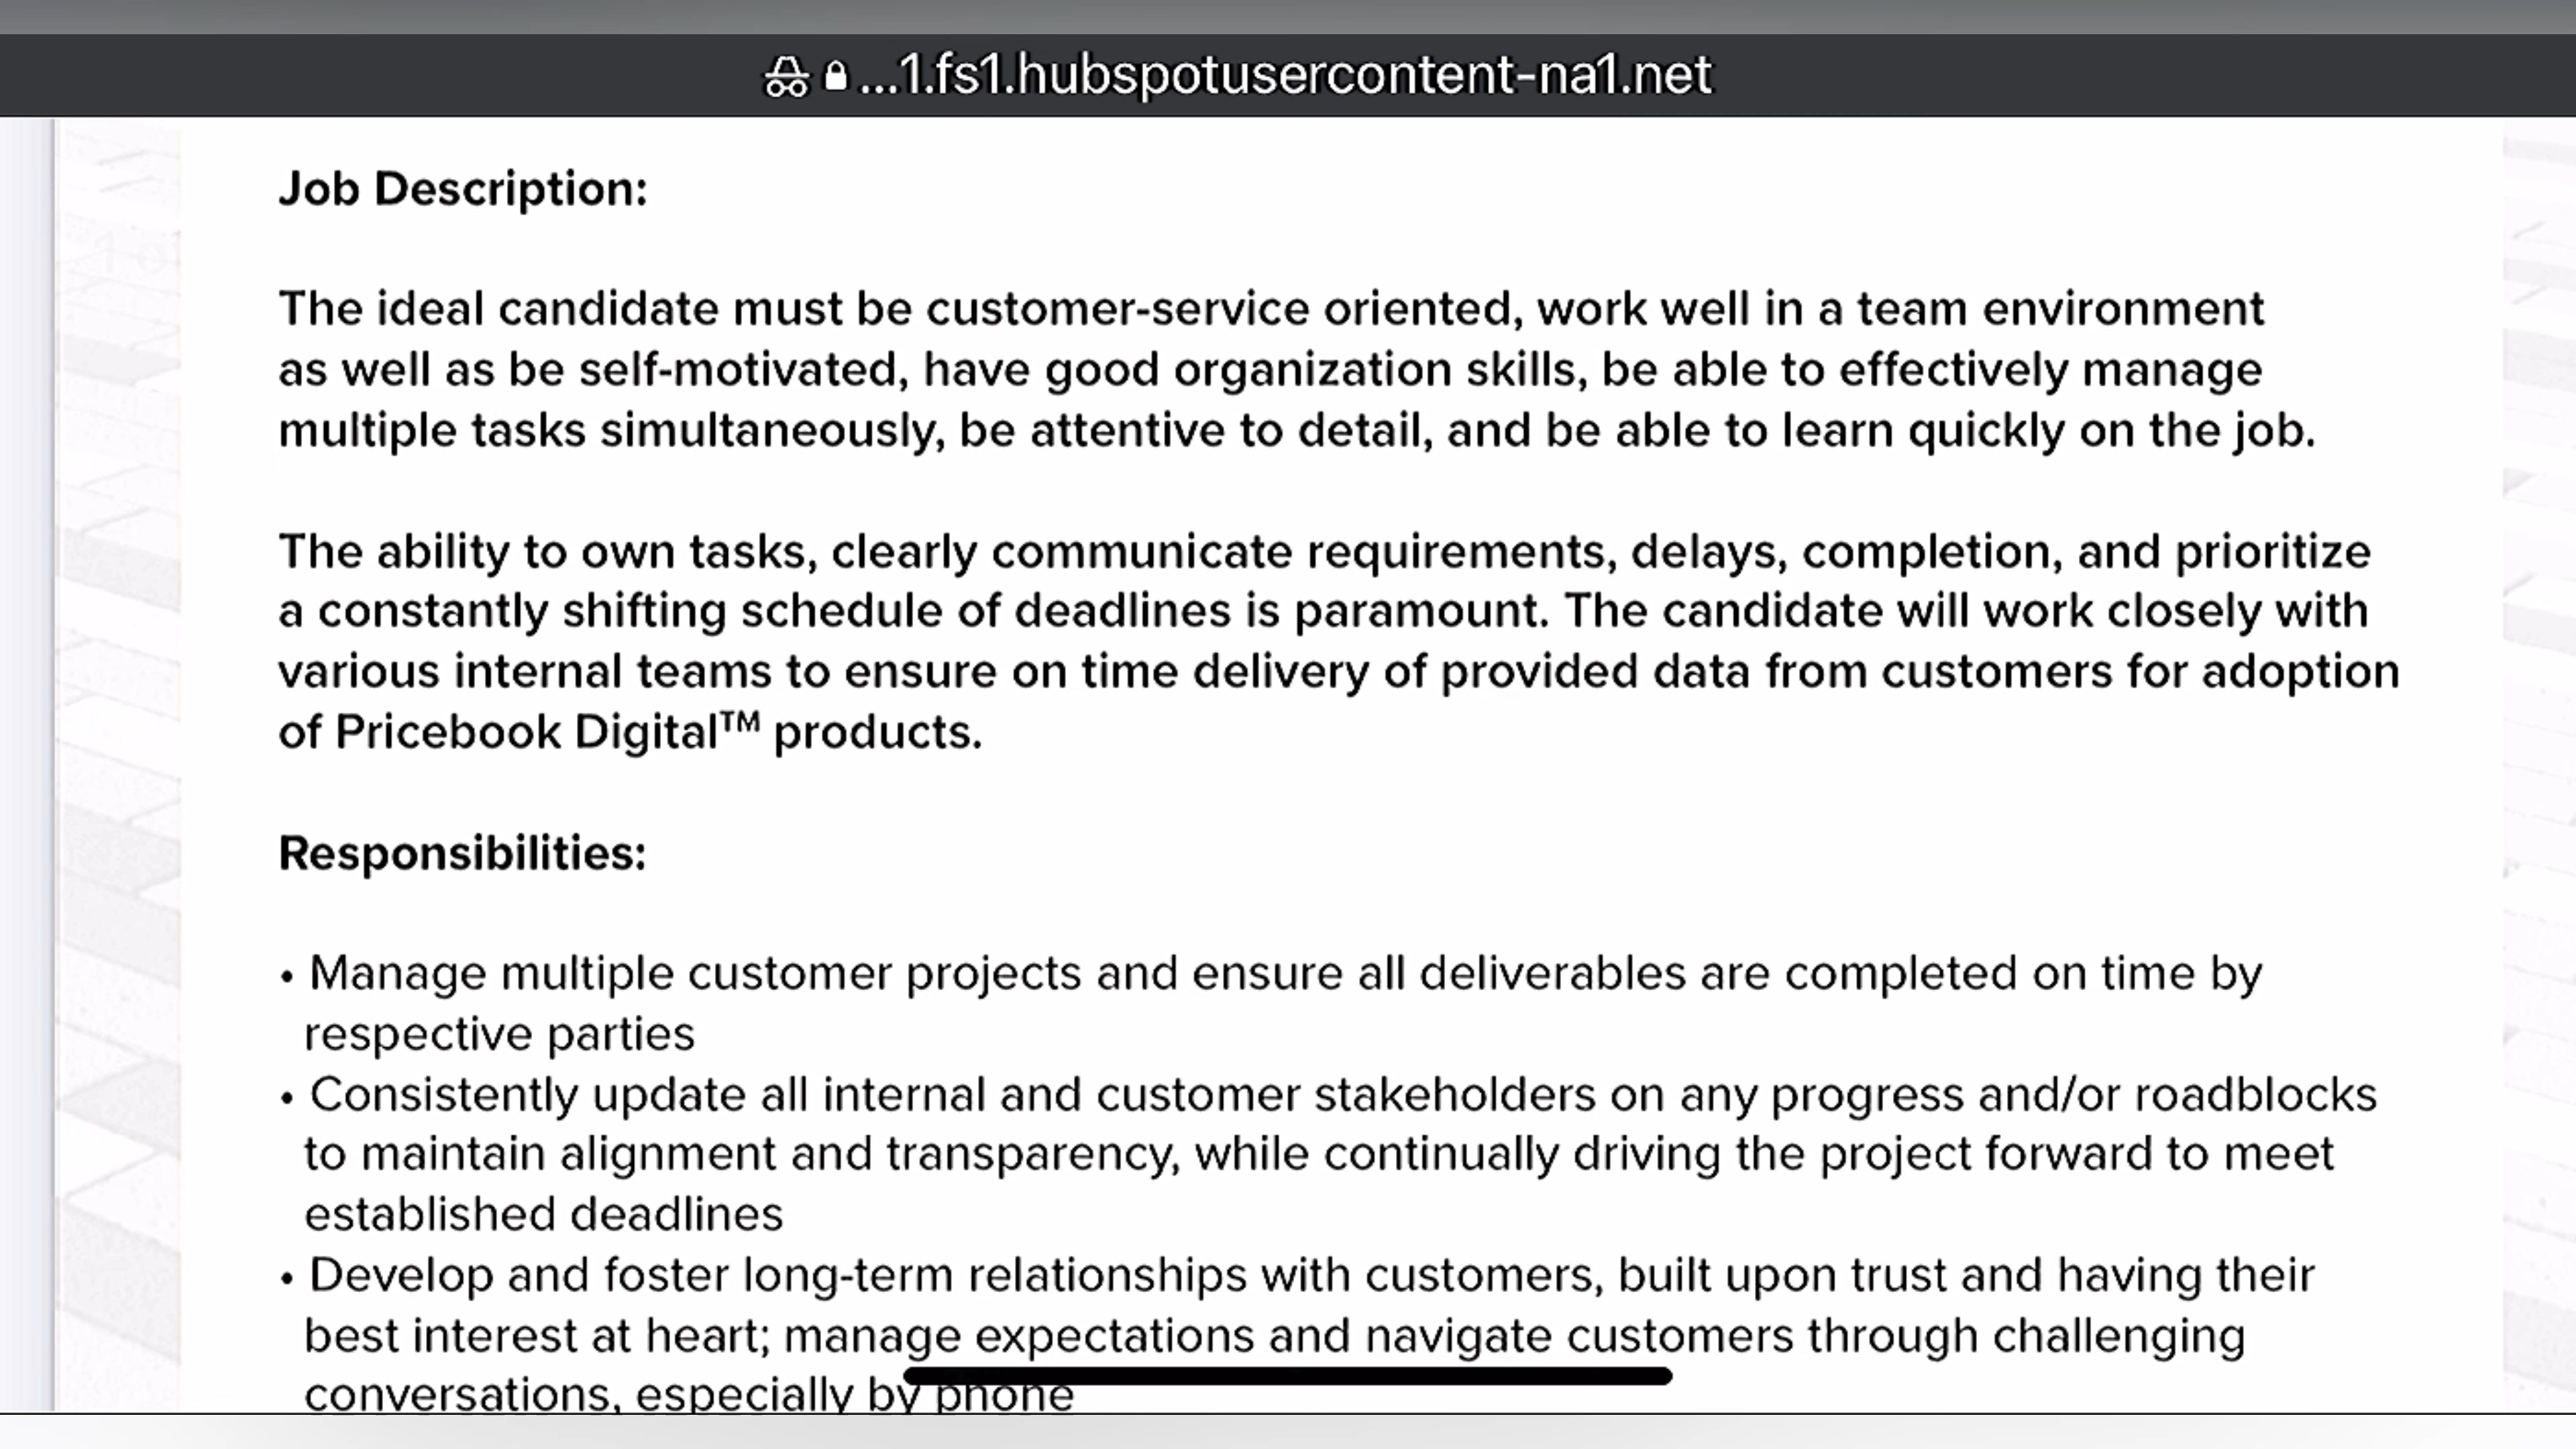 ...1.fs1.hubspotusercontent-na1.net
Job Description:
The ideal candidate must be customer-service oriented, work well in a team environment
as well as be self-motivated, have good organization skills, be able to effectively manage
multiple tasks simultaneously, be attentive to detail, and be able to learn quickly on the job.
The ability to own tasks, clearly communicate requirements, delays, completion, and prioritize
a constantly shifting schedule of deadlines is paramount. The candidate will work closely with
various internal teams to ensure on time delivery of provided data from customers for adoption
of Pricebook Digital™ products.
Responsibilities:
• Manage multiple customer projects and ensure all deliverables are completed on time by
respective parties
• Consistently update all internal and customer stakeholders on any progress and/or roadblocks
to maintain alignment and transparency, while continually driving the project forward to meet
established deadlines
• Develop and foster long-term relationships with customers, built upon trust and having their
best interest at heart; manage expectations and navigate customers through challenging
conversations, especially by phone